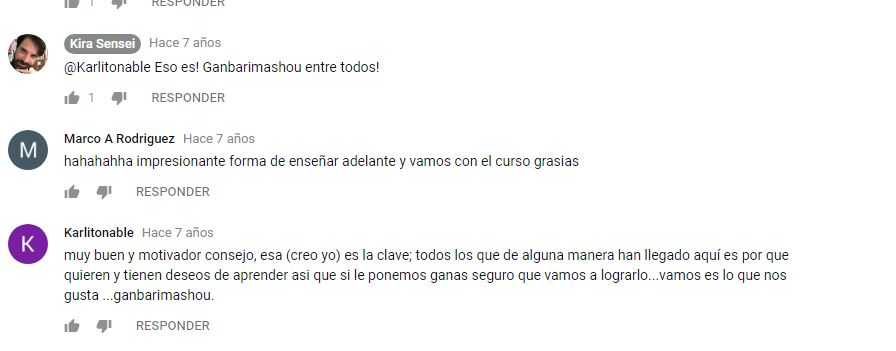 1 RESPONDER
Kira Sensei Hace 7 años
@Karlitonable Eso es! Ganbarimashou entre todos!
1 RESPONDER
M
Marco A Rodriguez Hace 7 años
hahahahha impresionante forma de enseñar adelante y vamos con el curso grasias
RESPONDER
K
Karlitonable Hace 7 años
muy buen y motivador consejo, esa (creo yo) es la clave; todos los que de alguna manera han llegado aquí es por que
quieren y tienen deseos de aprender asi que si le ponemos ganas seguro que vamos a lograrlo...vamos es lo que nos
gusta ...ganbarimashou.
RESPONDER